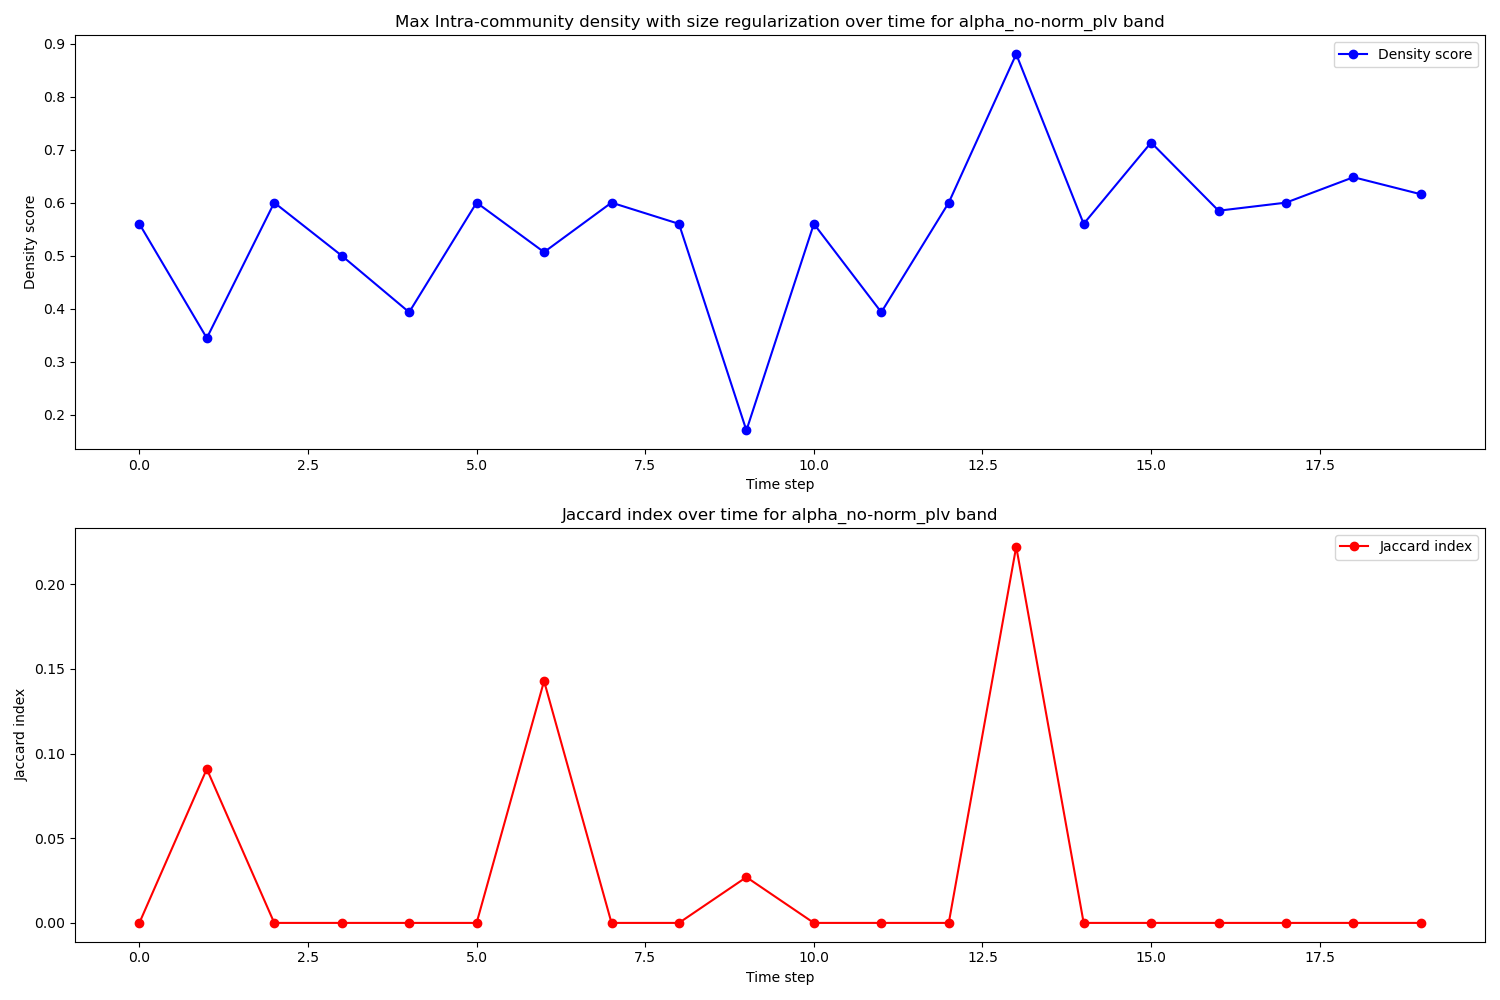 Max Intra-community density with size regularization over time for alpha_no-norm_plv band
Density score
0.9
0.8
0.7
0.6
0.5
0.4
0.3
0.2
Density score
0.0 2.5 5.0 7.5 10.0 12.5 15.0 17.5
Time step
Jaccard index over time for alpha_no-norm_plv band
Jaccard index
0.20
0.15
0.10
0.05
0.00
Jaccard index
0.0 2.5 5.0 7.5 10.0 12.5 15.0 17.5
Time step